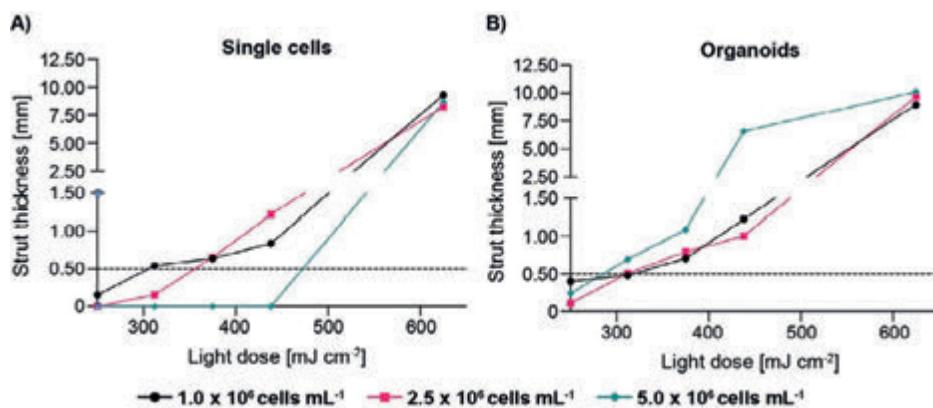 A)
Single cells
Strut thickness [mm]
12.50
10.00
7.50
5.00
2.50
1.50
1.00
0.50
0
300
400
500
600
Light dose [mJ cm⁻²]
B)
Organoids
Strut thickness [mm]
12.50
10.00
7.50
5.00
2.50
1.50
1.00
0.50
0
300
400
500
600
Light dose [mJ cm⁻²]
1.0 x 10⁶ cells mL⁻¹
2.5 x 10⁶ cells mL⁻¹
5.0 x 10⁶ cells mL⁻¹